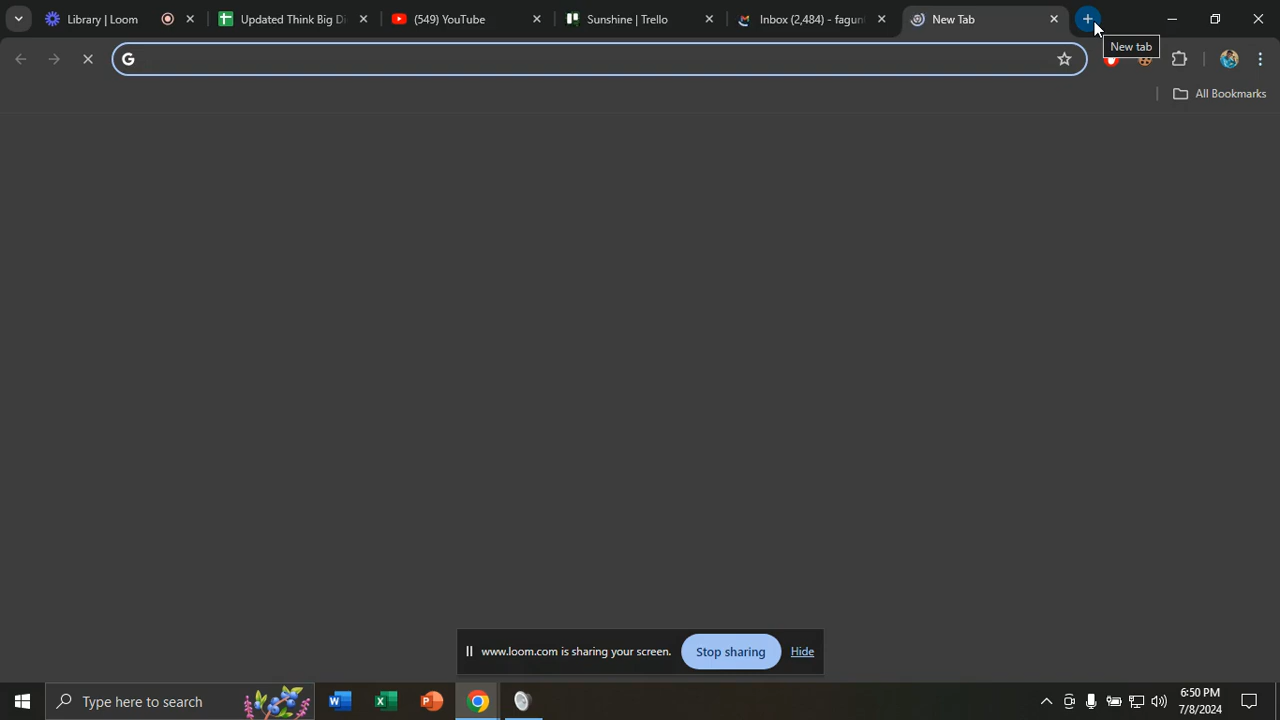 Library | Loom
Updated Think Big Di
(549) YouTube
Sunshine | Trello
Inbox (2,484) - fagun
New Tab
New tab
All Bookmarks
www.loom.com is sharing your screen.
Stop sharing
Hide
Type here to search
6:50 PM
7/8/2024